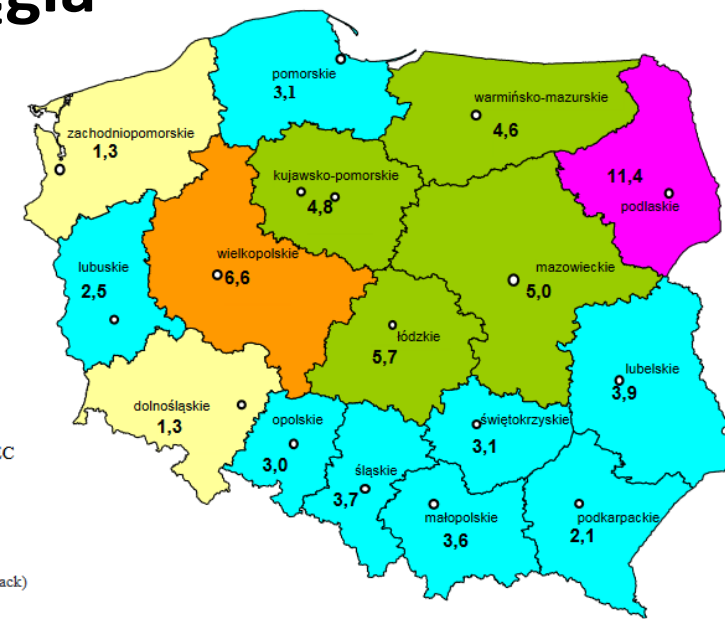 pomorskie
3,1
warmińsko-mazurskie
4,6
zachodniopomorskie
1,3
kujawsko-pomorskie
4,8
11,4
podlaskie
wielkopolskie
6,6
mazowieckie
5,0
lubuskie
2,5
łódzkie
5,7
lubelskie
3,9
dolnośląskie
1,3
opolskie
3,0
świętokrzyskie
3,1
śląskie
3,7
małopolskie
3,6
podkarpackie
2,1
ack)